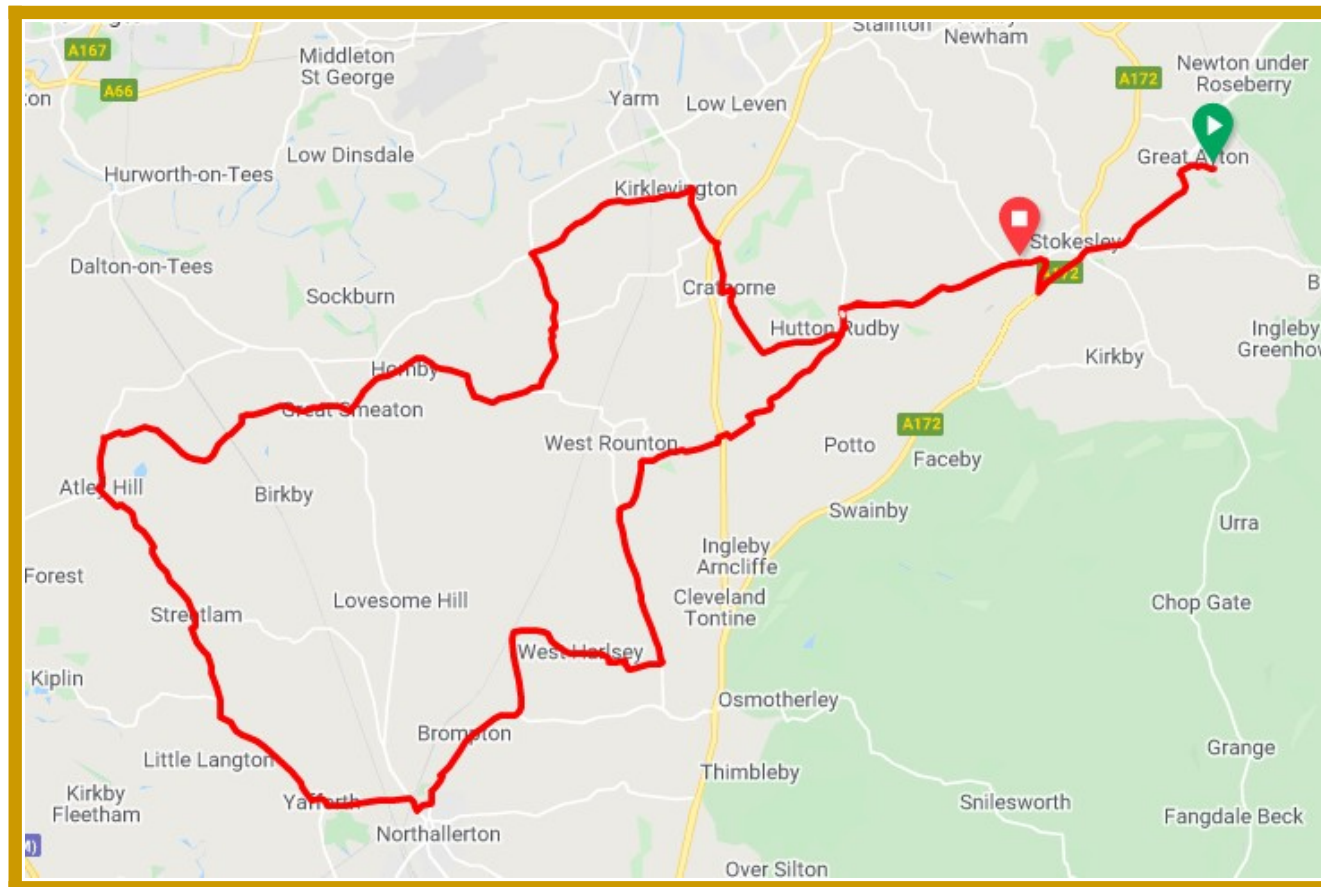 Stainton
Newham
A167
Middleton
St George
Newton under
Roseberry
A172
A66
ton
Yarm
Low Leven
Low Dinsdale
Great Ayton
Hurworth-on-Tees
Kirklevington
Stokesley
Dalton-on-Tees
A172
Sockburn
Crathorne
B
Hutton Rudby
Ingleby
Greenhow
Kirkby
Hornby
Great Smeaton
A172
West Rounton
Potto
Faceby
Atley Hill
Birkby
Swainby
Urra
Ingleby
Arncliffe
Forest
Cleveland
Tontine
Lovesome Hill
Chop Gate
Streetlam
West Harlsey
Kiplin
Osmotherley
Brompton
Grange
Little Langton
Thimbleby
Kirkby
Fleetham
Yafforth
Snilesworth
Fangdale Beck
Northallerton
Over Silton